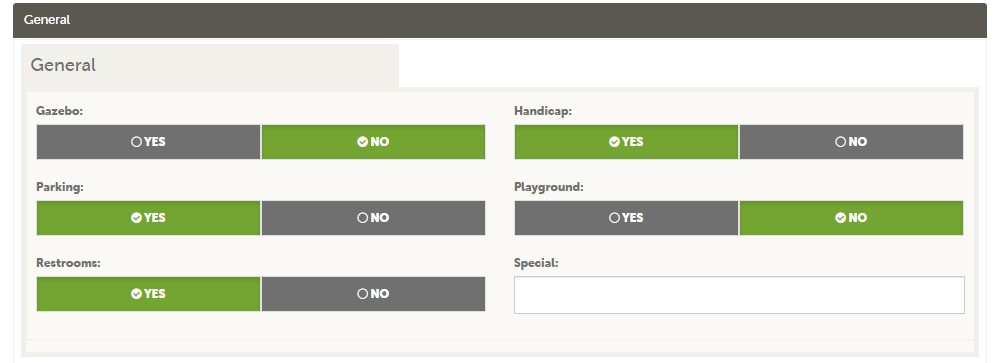 General
General
Gazebo:
YES NO
Handicap:
YES NO
Parking:
YES NO
Playground:
YES NO
Restrooms:
YES NO
Special: